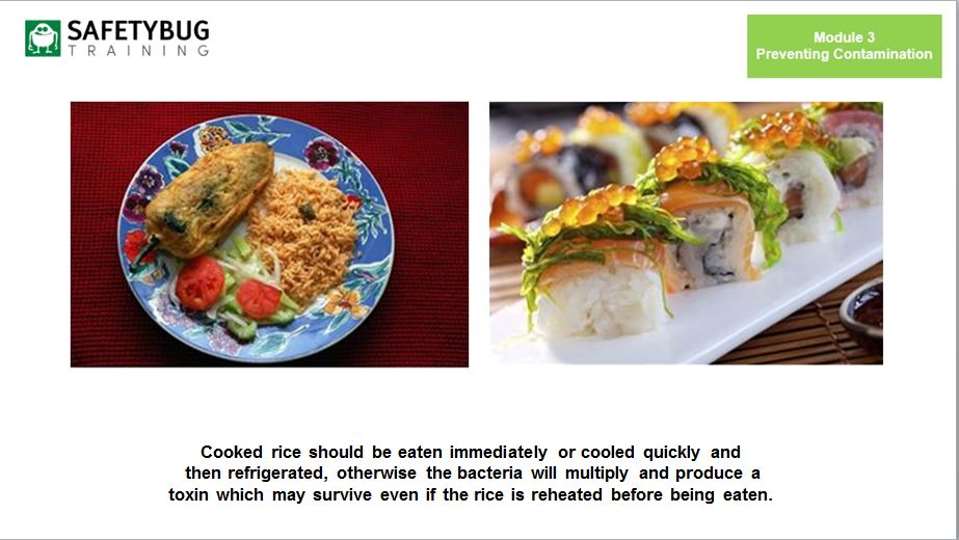 SAFETYBUG
TRAINING
Module 3
Preventing Contamination
Cooked rice should be eaten immediately or cooled quickly and
then refrigerated, otherwise the bacteria will multiply and produce a
toxin which may survive even if the rice is reheated before being eaten.